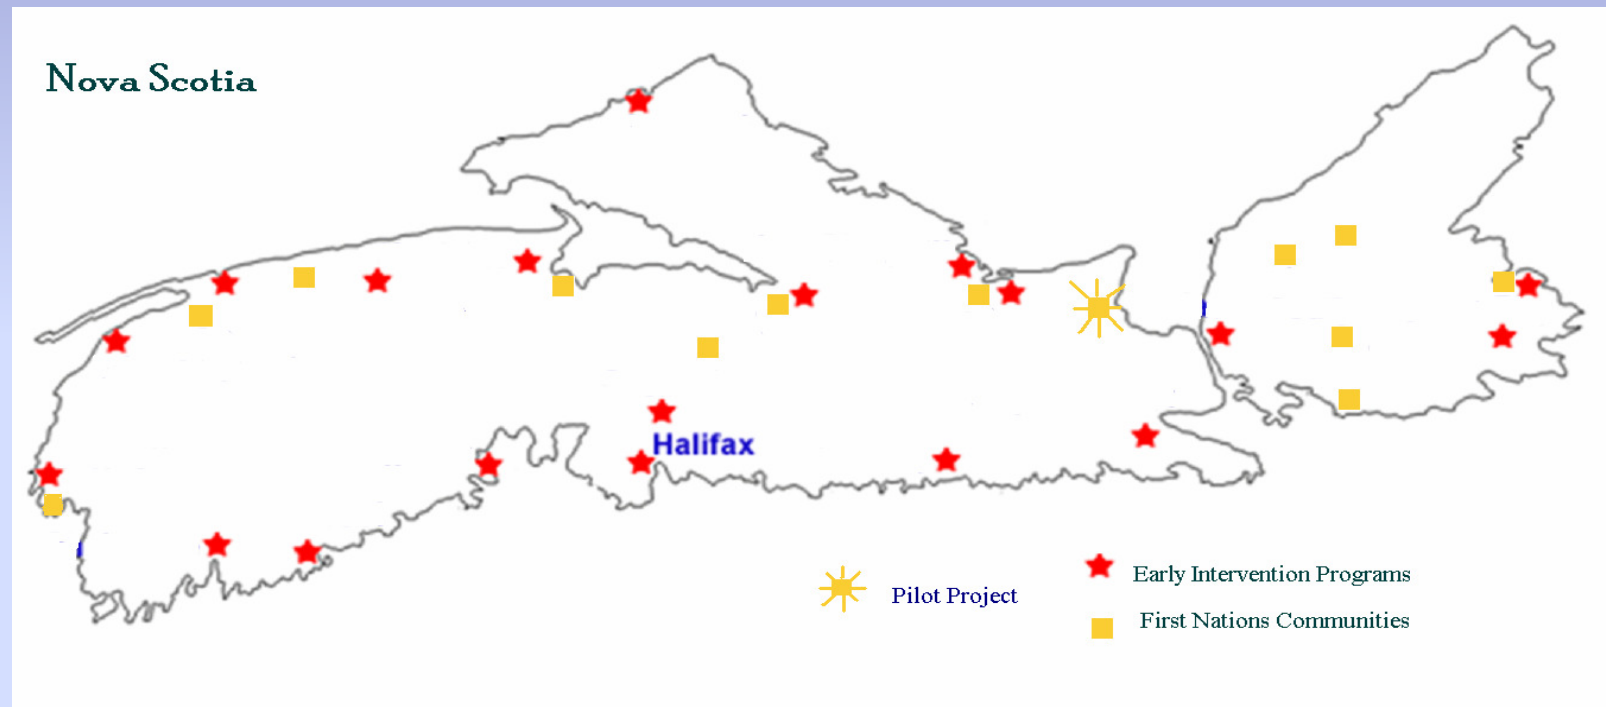 Nova Scotia
Halifax
Pilot Project
Early Intervention Programs
First Nations Communities